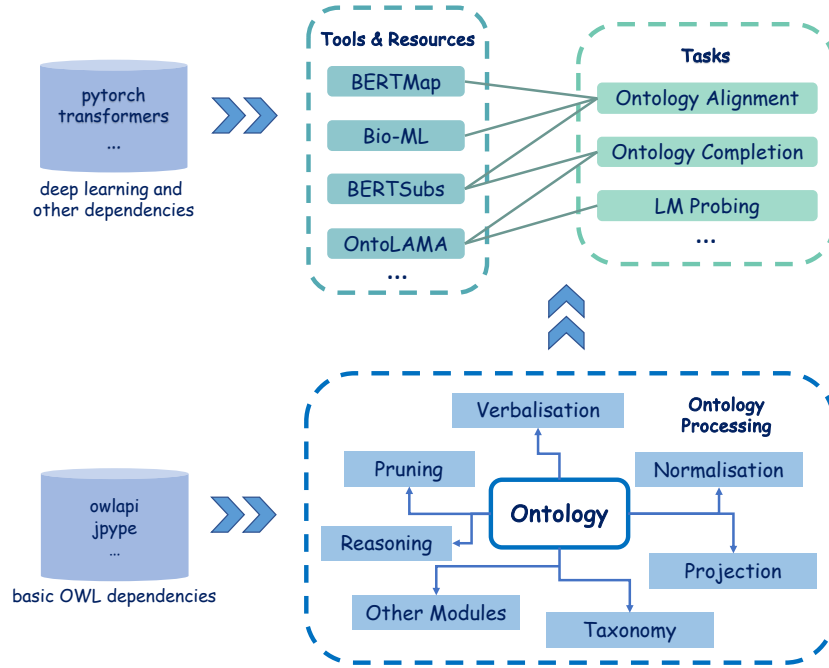 Tools & Resources
BERTMap
Bio-ML
BERTSubs
OntoLAMA
...
Tasks
Ontology Alignment
Ontology Completion
LM Probing
...
pytorch
transformers
...
deep learning and
other dependencies
Ontology
Processing
Verbalisation
Pruning
Normalisation
Ontology
Reasoning
Projection
Other Modules
Taxonomy
owlapi
jpype
...
basic OWL dependencies